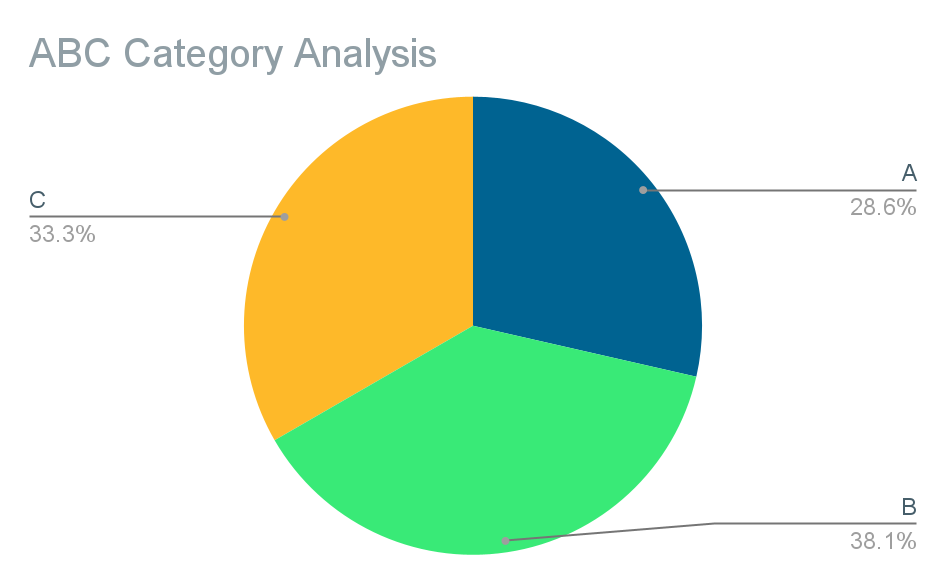 ABC Category Analysis
A
28.6%
C
33.3%
B
38.1%